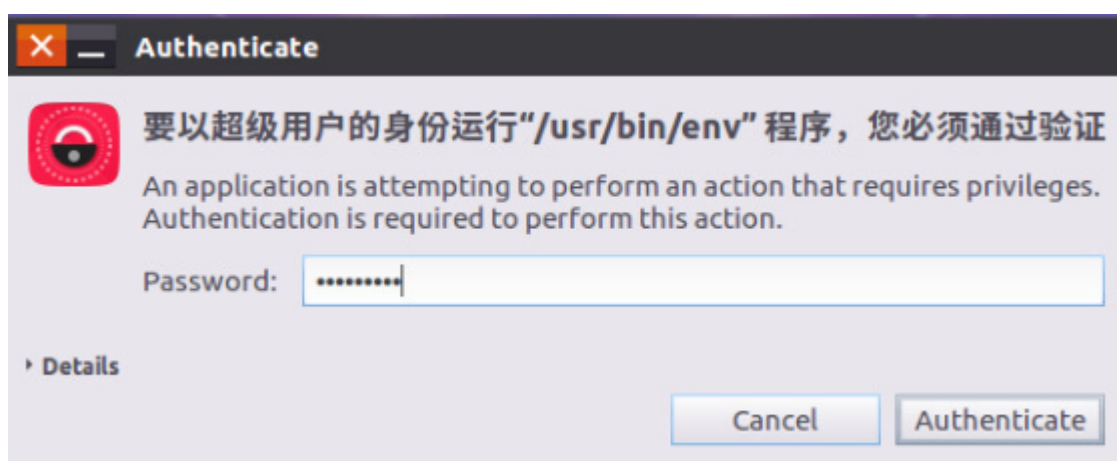 Authenticate
要以超级用户的身份运行“/usr/bin/env” 程序，您必须通过验证
An application is attempting to perform an action that requires privileges.
Authentication is required to perform this action.
Password: •••••••••
Details
Cancel Authenticate